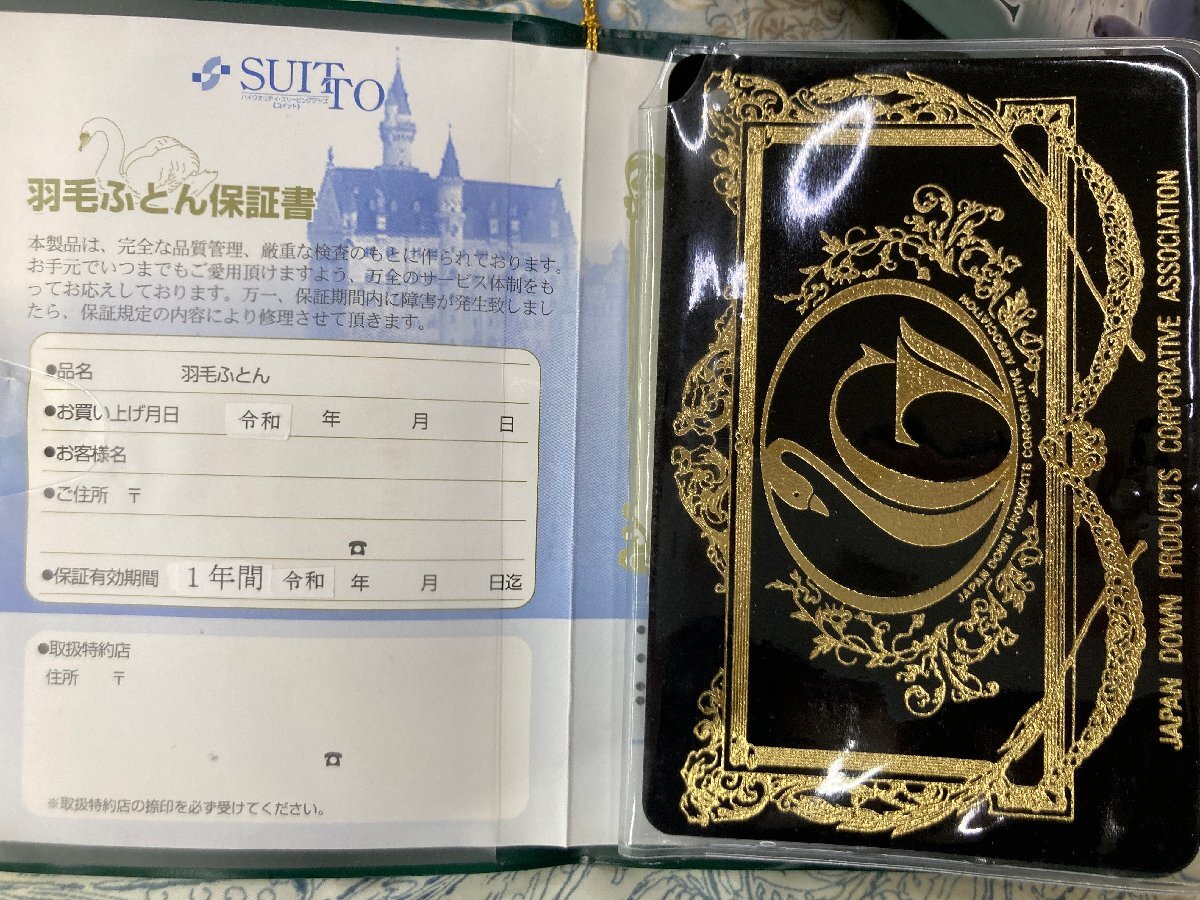 SUITTO
ハイクオリティ・スリーピングサップ
《スイット》
羽毛ふとん保証書
本製品は、完全な品質管理、厳重な検査のもとに作られております。
お手元でいつまでもご愛用頂けますよう、万全のサービス体制をも
ってお応えしております。万一、保証期間内に障害が発生致しまし
たら、保証規定の内容により修理させて頂きます。
●品名 羽毛ふとん
●お買い上げ月日 令和 年 月 日
●お客様名
●ご住所 〒
☎
●保証有効期間 1年間 令和 年 月 日迄
●取扱特約店
住所 〒
☎
※取扱特約店の捺印を必ず受けてください。
JAPAN DOWN PRODUCTS CORPORATIVE ASSOCIATION
JAPAN DOWN PRODUCTS CORPORATIVE ASSOCIATION